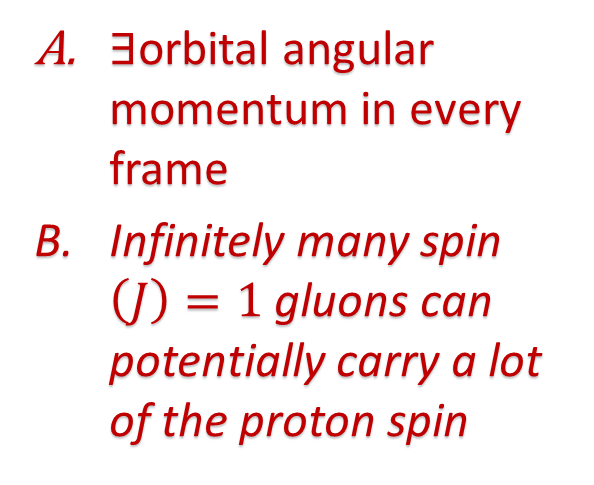 A. ∃orbital angular
momentum in every
frame
B. Infinitely many spin
(J) = 1 gluons can
potentially carry a lot
of the proton spin